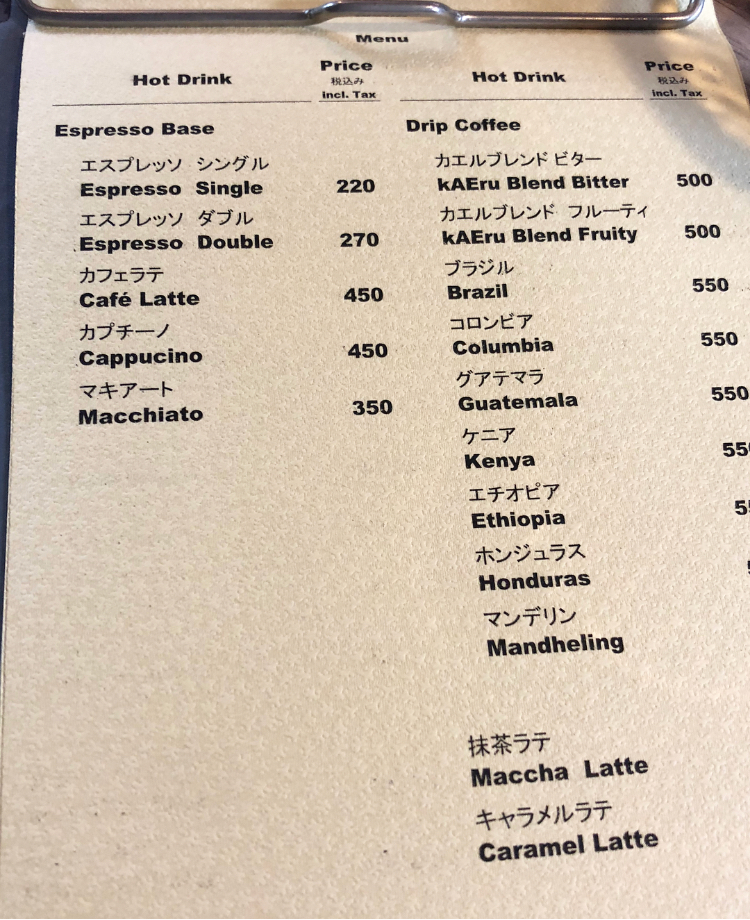 Menu
Hot Drink
Price
税込み
incl. Tax
Espresso Base
エスプレッソ シングル
Espresso Single 220
エスプレッソ ダブル
Espresso Double 270
カフェラテ
Café Latte 450
カプチーノ
Cappucino 450
マキアート
Macchiato 350
Hot Drink
Price
税込み
incl. Tax
Drip Coffee
カエルブレンド ビター
kAEru Blend Bitter 500
カエルブレンド フルーティ
kAEru Blend Fruity 500
ブラジル
Brazil 550
コロンビア
Columbia 550
グアテマラ
Guatemala 550
ケニア
Kenya
エチオピア
Ethiopia
ホンジュラス
Honduras
マンデリン
Mandheling
抹茶ラテ
Maccha Latte
キャラメルラテ
Caramel Latte